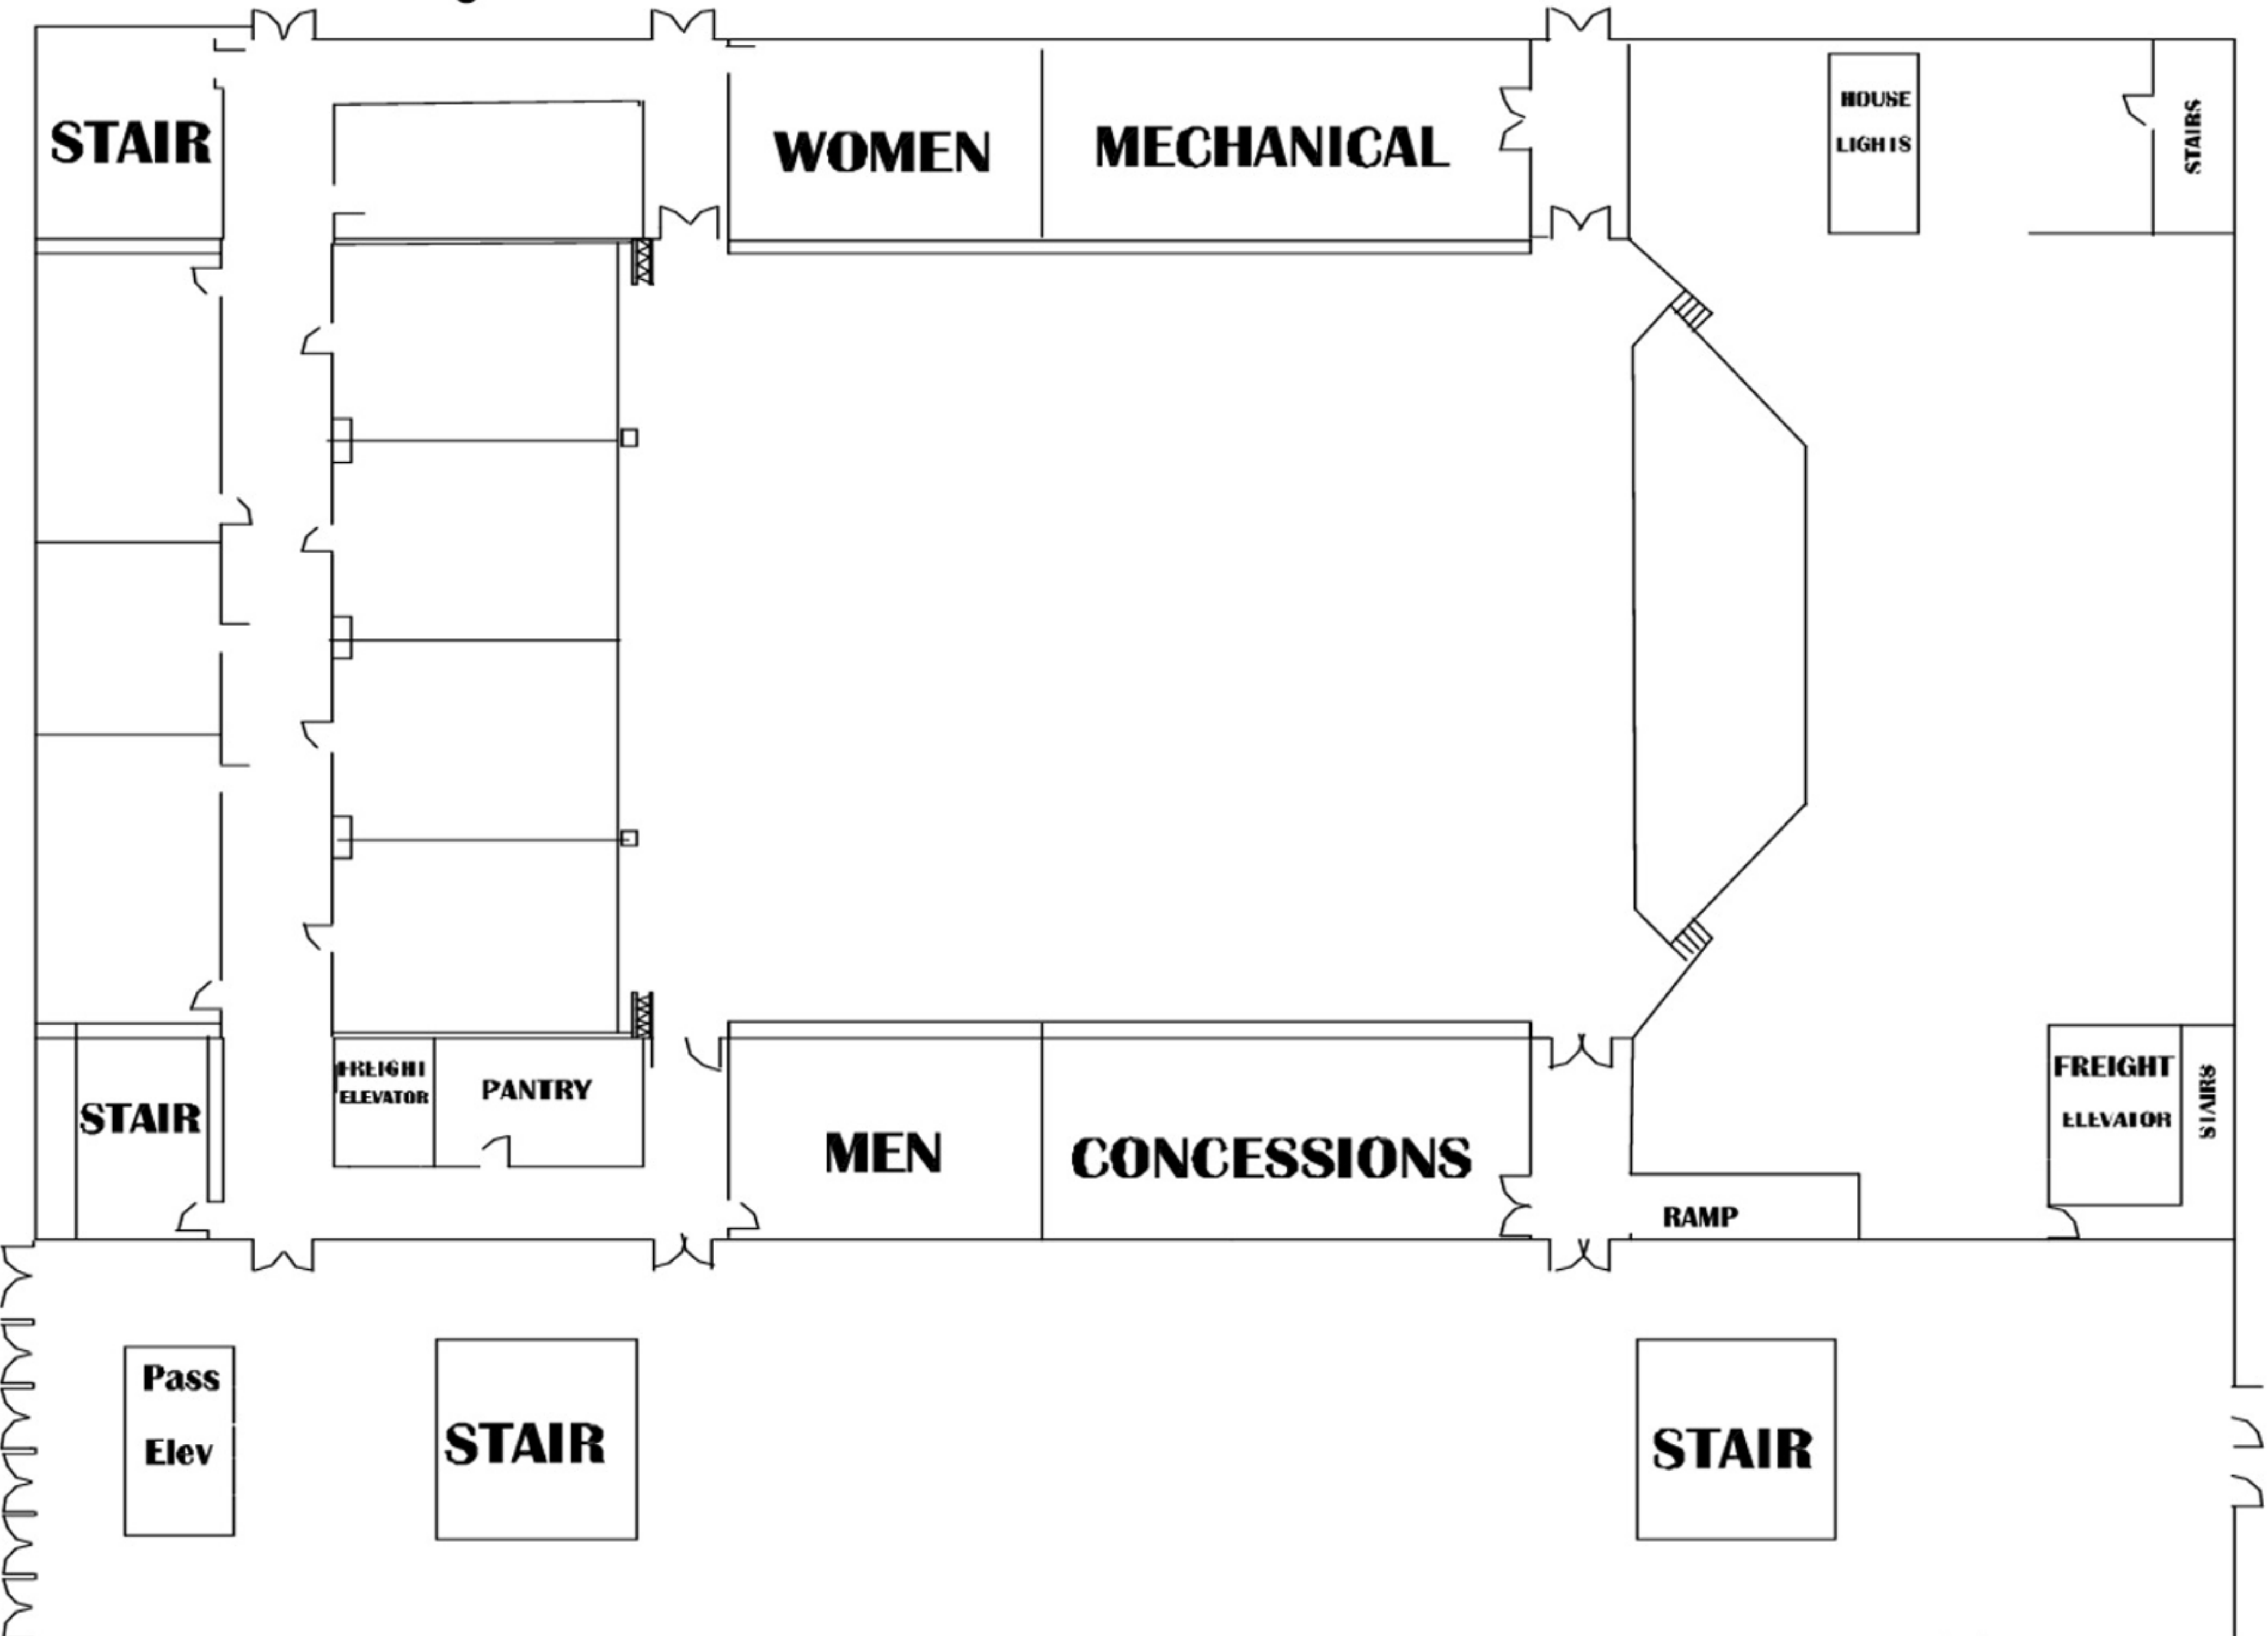 STAIR
WOMEN
MECHANICAL
HOUSE
LIGHTS
STAIRS
FREIGHT
ELEVATOR
PANTRY
STAIR
MEN
CONCESSIONS
RAMP
FREIGHT
ELEVATOR
STAIRS
Pass
Elev
STAIR
STAIR